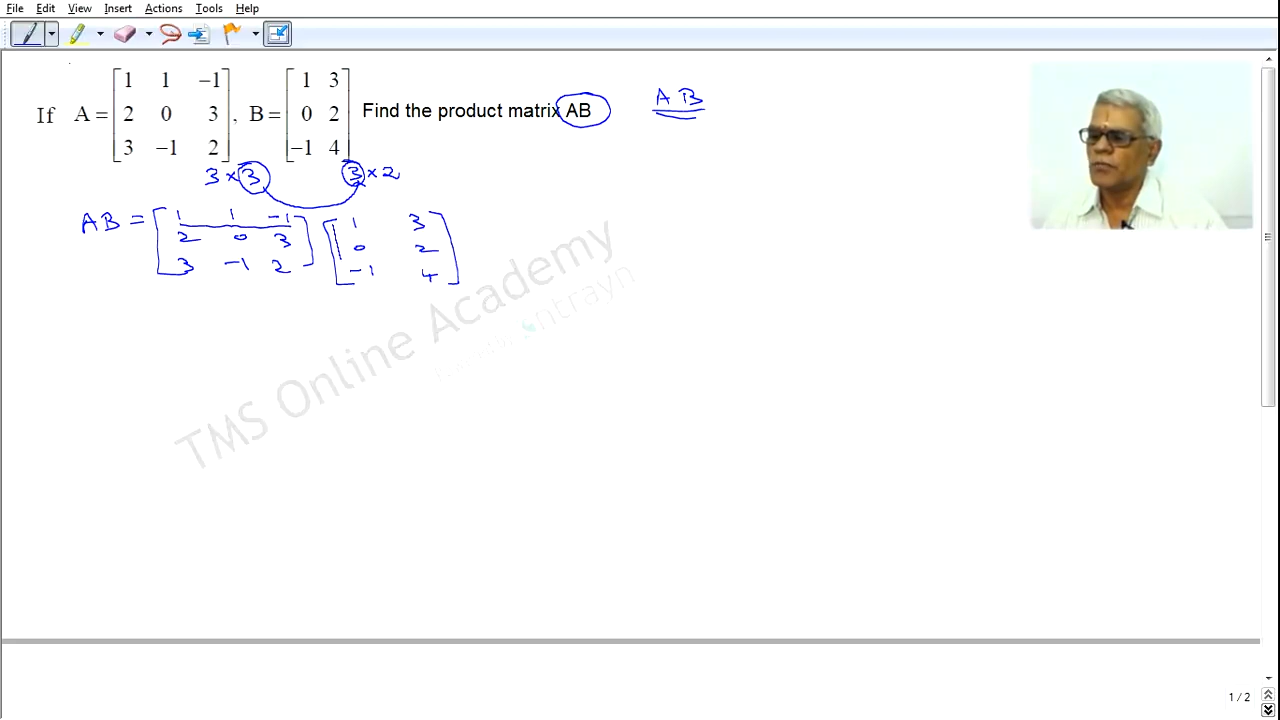 File Edit View Insert Actions Tools Help
If A = [1 1 −1; 2 0 3; 3 −1 2], B = [1 3; 0 2; −1 4] Find the product matrix AB
A B
3 × 3 3 × 2
AB = [1 1 −1; 2 0 3; 3 −1 2] [1 3; 0 2; −1 4]
TMS Online Academy
1 / 2